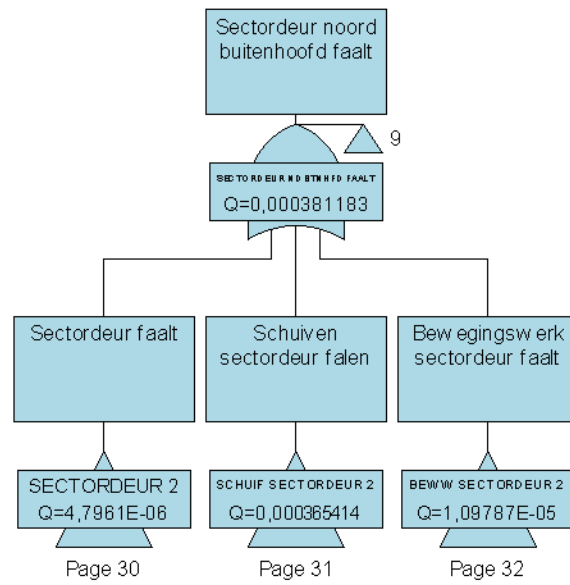 Sectordeur noord
buitenhoofd faalt
9
SECTORDEUR ND BTNHFD FAALT
Q=0,000381183
Sectordeur faalt
Schuiven
sectordeur falen
Bewegingswerk
sectordeur faalt
SECTORDEUR 2
Q=4,7961E-06
SCHUIF SECTORDEUR 2
Q=0,000365414
BEWW SECTORDEUR 2
Q=1,09787E-05
Page 30
Page 31
Page 32